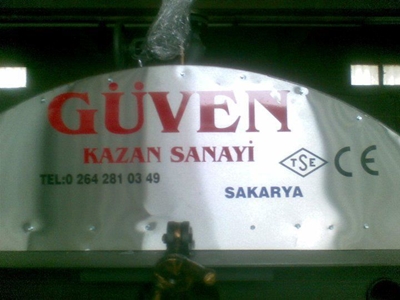 GÜVEN
KAZAN SANAYİ
TSE CE
TEL:0 264 281 03 49
SAKARYA